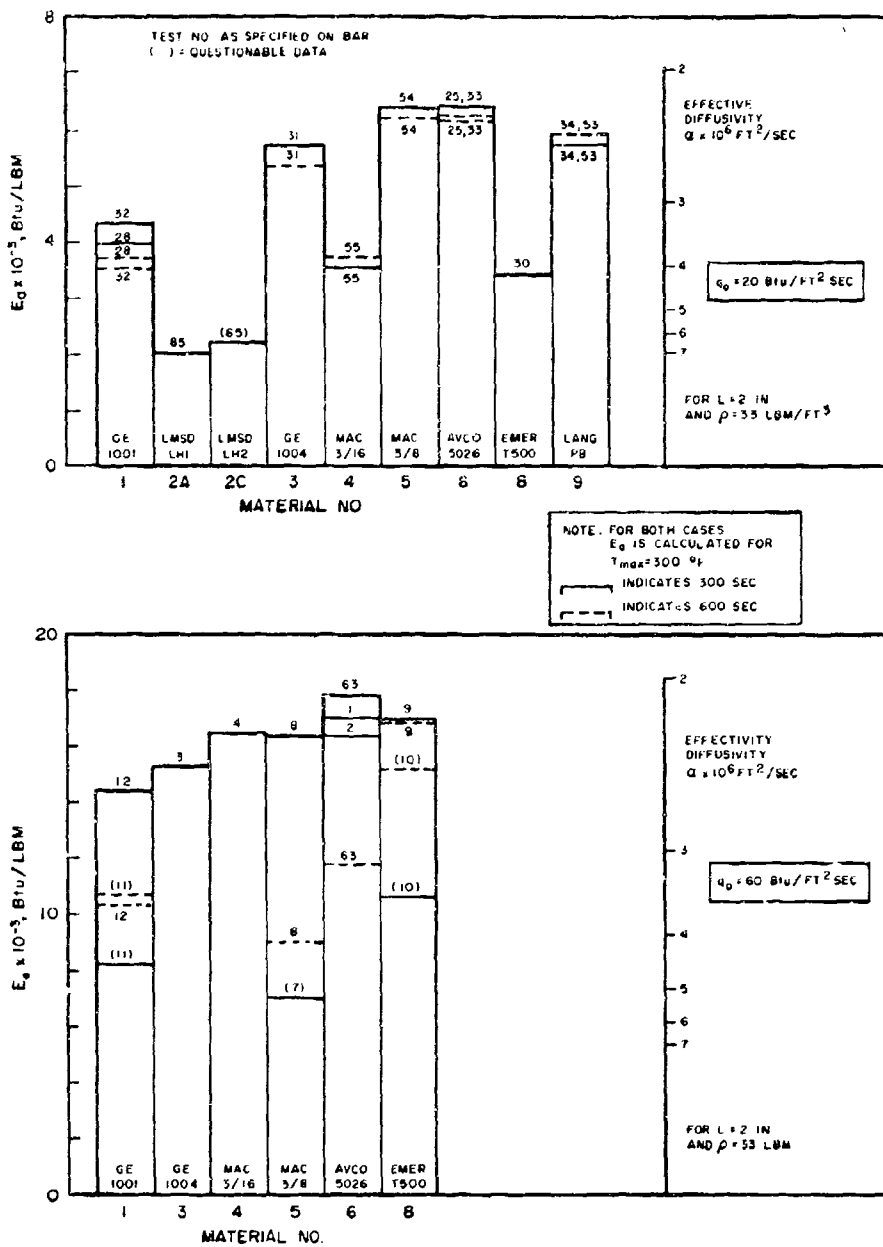 8
TEST NO. AS SPECIFIED ON BAR
( ) = QUESTIONABLE DATA
2
EFFECTIVE
DIFFUSIVITY
α x 10⁶ FT²/SEC
3
4
q₀ = 20 Btu/FT² SEC
5
6
7
FOR L = 2 IN
AND ρ = 33 LBM/FT³
Eₐ x 10⁻³, Btu/LBM
4
0
32
28
28
32
85
(65)
31
31
55
55
54
54
25,33
25,33
30
34,53
34,53
GE 1001
LMSD LH1
LMSD LH2
GE 1004
MAC 3/16
MAC 3/8
AVCO 5026
EMER T500
LANG PB
1 2A 2C 3 4 5 6 8 9
MATERIAL NO
NOTE. FOR BOTH CASES
Eₐ IS CALCULATED FOR
Tmax=300 °F
INDICATES 300 SEC
INDICATES 600 SEC
20
2
EFFECTIVITY
DIFFUSIVITY
α x 10⁶ FT²/SEC
3
q₀ = 60 Btu/FT² SEC
4
5
6
7
FOR L = 2 IN
AND ρ = 33 LBM
Eₐ x 10⁻³, Btu/LBM
10
0
12
(11)
12
(11)
3
4
8
8
(7)
63
1
2
63
9
9
(10)
(10)
GE 1001
GE 1004
MAC 3/16
MAC 3/8
AVCO 5026
EMER T500
1 3 4 5 6 8
MATERIAL NO.